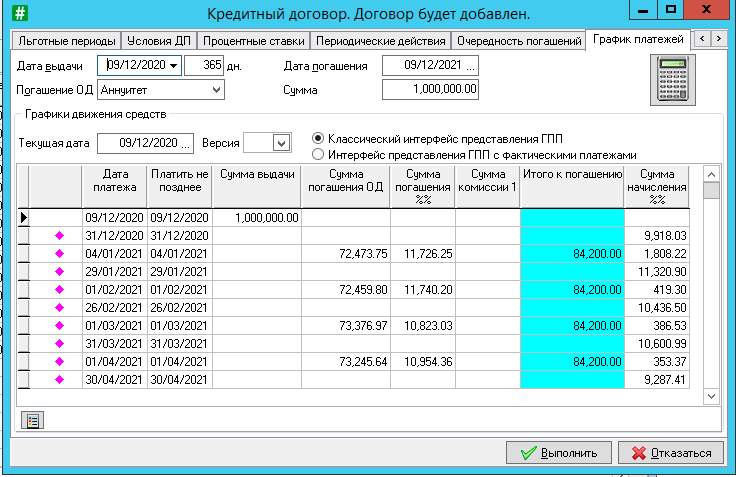 Кредитный договор. Договор будет добавлен.
Льготные периоды Условия ДП Процентные ставки Периодические действия Очередность погашений График платежей
Дата выдачи 09/12/2020 365 дн. Дата погашения 09/12/2021 ...
Погашение ОД Аннуитет Сумма 1,000,000.00
Графики движения средств
Текущая дата 09/12/2020 ... Версия Классический интерфейс представления ГПП
Интерфейс представления ГПП с фактическими платежами
Дата платежа Платить не позднее Сумма выдачи Сумма погашения ОД Сумма погашения %% Сумма комиссии 1 Итого к погашению Сумма начисления %%
09/12/2020 09/12/2020 1,000,000.00
31/12/2020 31/12/2020 9,918.03
04/01/2021 04/01/2021 72,473.75 11,726.25 84,200.00 1,808.22
29/01/2021 29/01/2021 11,320.90
01/02/2021 01/02/2021 72,459.80 11,740.20 84,200.00 419.30
26/02/2021 26/02/2021 10,436.50
01/03/2021 01/03/2021 73,376.97 10,823.03 84,200.00 386.53
31/03/2021 31/03/2021 10,600.99
01/04/2021 01/04/2021 73,245.64 10,954.36 84,200.00 353.37
30/04/2021 30/04/2021 9,287.41
Выполнить Отказаться